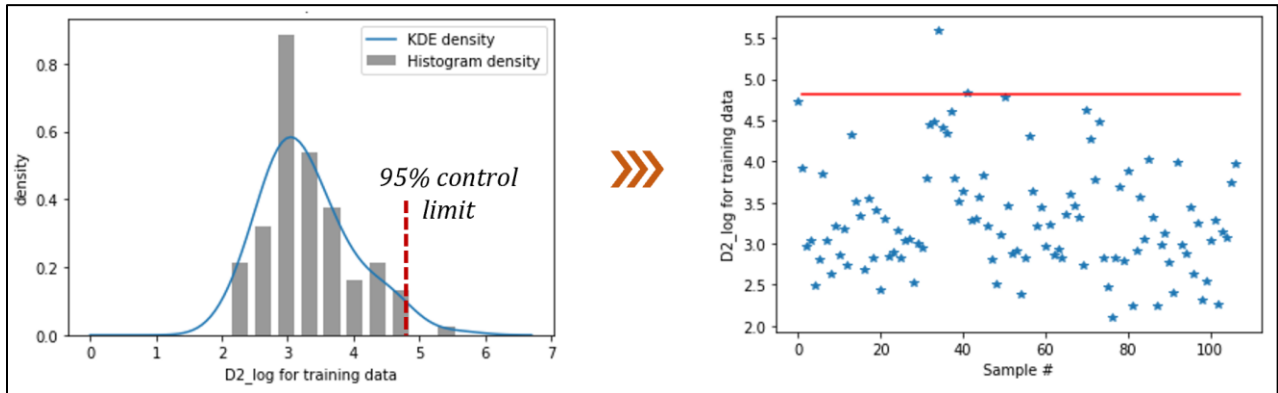 KDE density
Histogram density
0.8
0.6
0.4
0.2
0.0
density
95% control
limit
0 1 2 3 4 5 6 7
D2_log for training data
5.5
5.0
4.5
4.0
3.5
3.0
2.5
2.0
D2_log for training data
0 20 40 60 80 100
Sample #